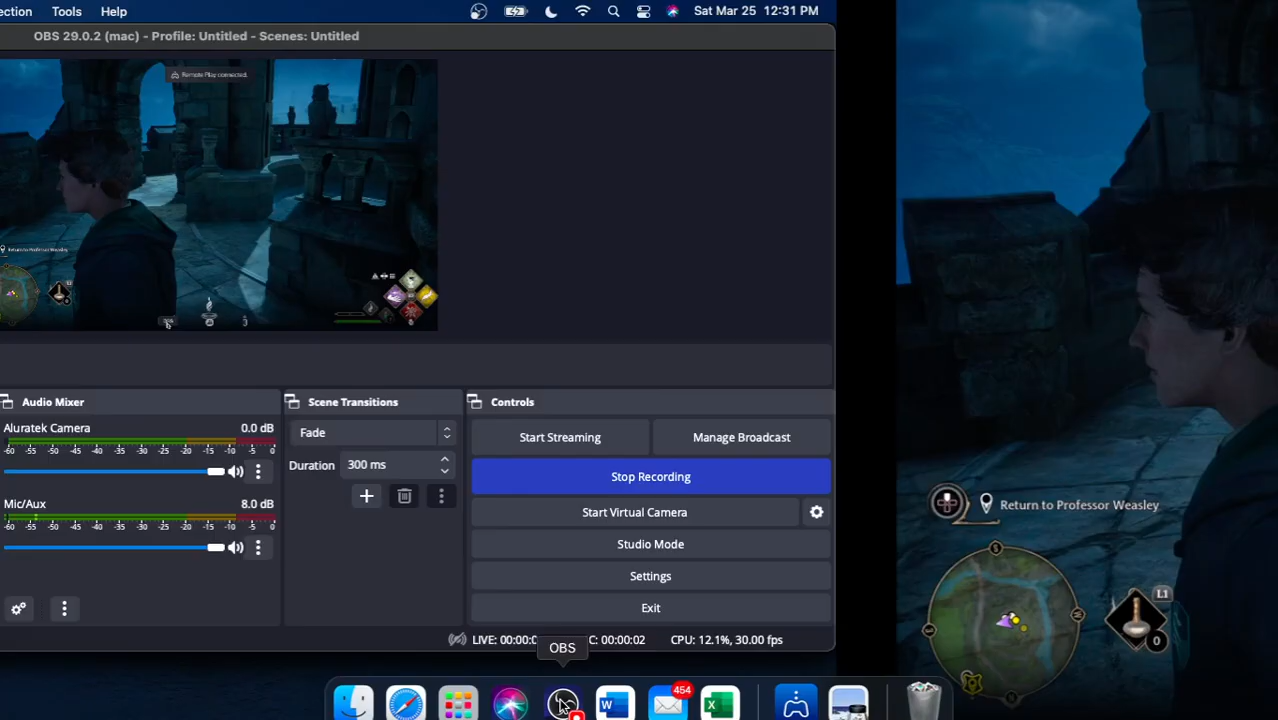 ection Tools Help Sat Mar 25 12:31 PM
OBS 29.0.2 (mac) - Profile: Untitled - Scenes: Untitled
Remote Play connected.
Return to Professor Weasley
Audio Mixer
Aluratek Camera 0.0 dB
-60 -55 -50 -45 -40 -35 -30 -25 -20 -15 -10 -5 0
Mic/Aux 8.0 dB
-60 -55 -50 -45 -40 -35 -30 -25 -20 -15 -10 -5 0
Scene Transitions
Fade
Duration 300 ms
Controls
Start Streaming
Manage Broadcast
Stop Recording
Start Virtual Camera
Studio Mode
Settings
Exit
LIVE: 00:00:0 C: 00:00:02 CPU: 12.1%, 30.00 fps
OBS
W
454
X
Return to Professor Weasley
S
L1
0